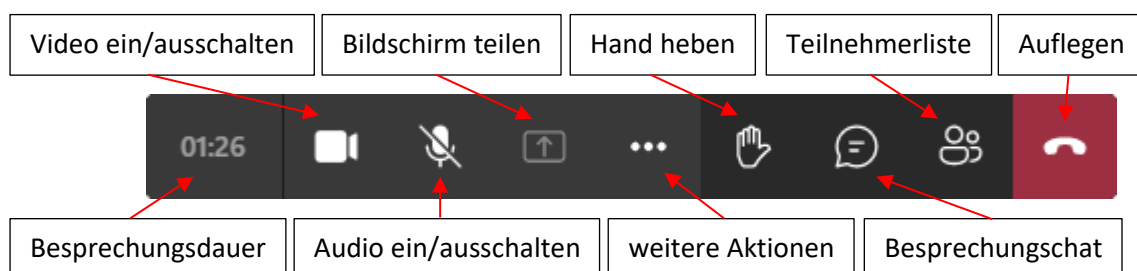 Video ein/ausschalten
Bildschirm teilen
Hand heben
Teilnehmerliste
Auflegen
01:26
Besprechungsdauer
Audio ein/ausschalten
weitere Aktionen
Besprechungschat